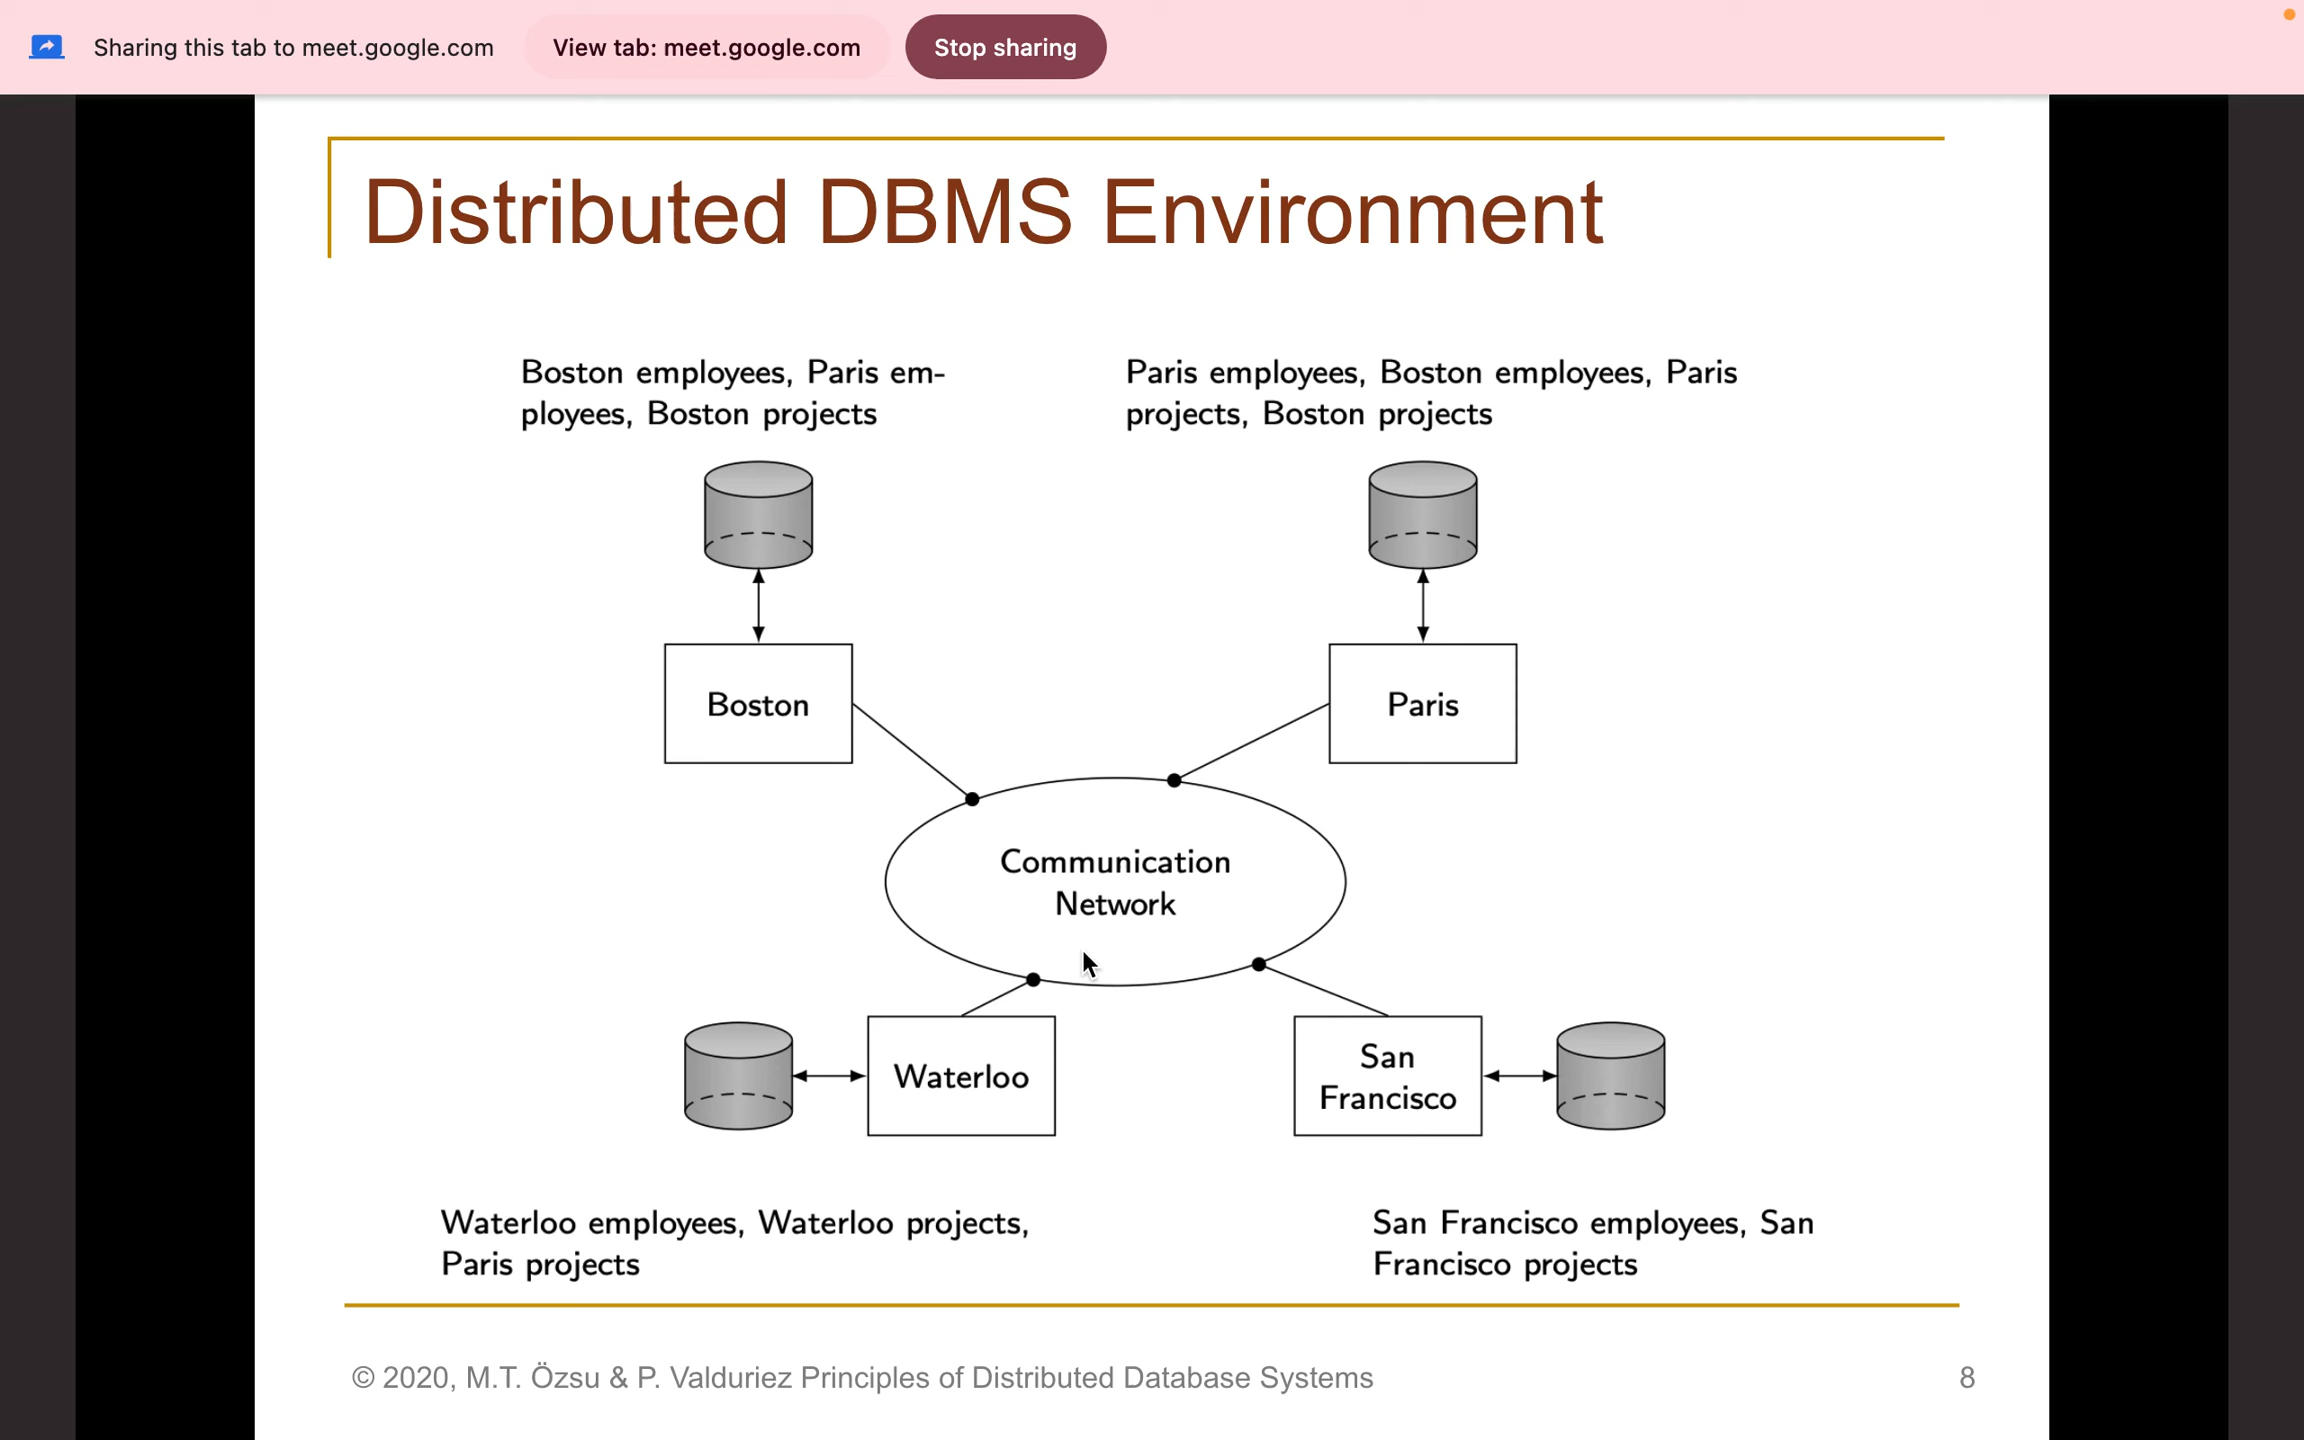 Sharing this tab to meet.google.com
View tab: meet.google.com
Stop sharing
Distributed DBMS Environment
Boston employees, Paris em-
ployees, Boston projects
Paris employees, Boston employees, Paris
projects, Boston projects
Boston
Paris
Communication
Network
Waterloo
San
Francisco
Waterloo employees, Waterloo projects,
Paris projects
San Francisco employees, San
Francisco projects
© 2020, M.T. Özsu & P. Valduriez Principles of Distributed Database Systems
8